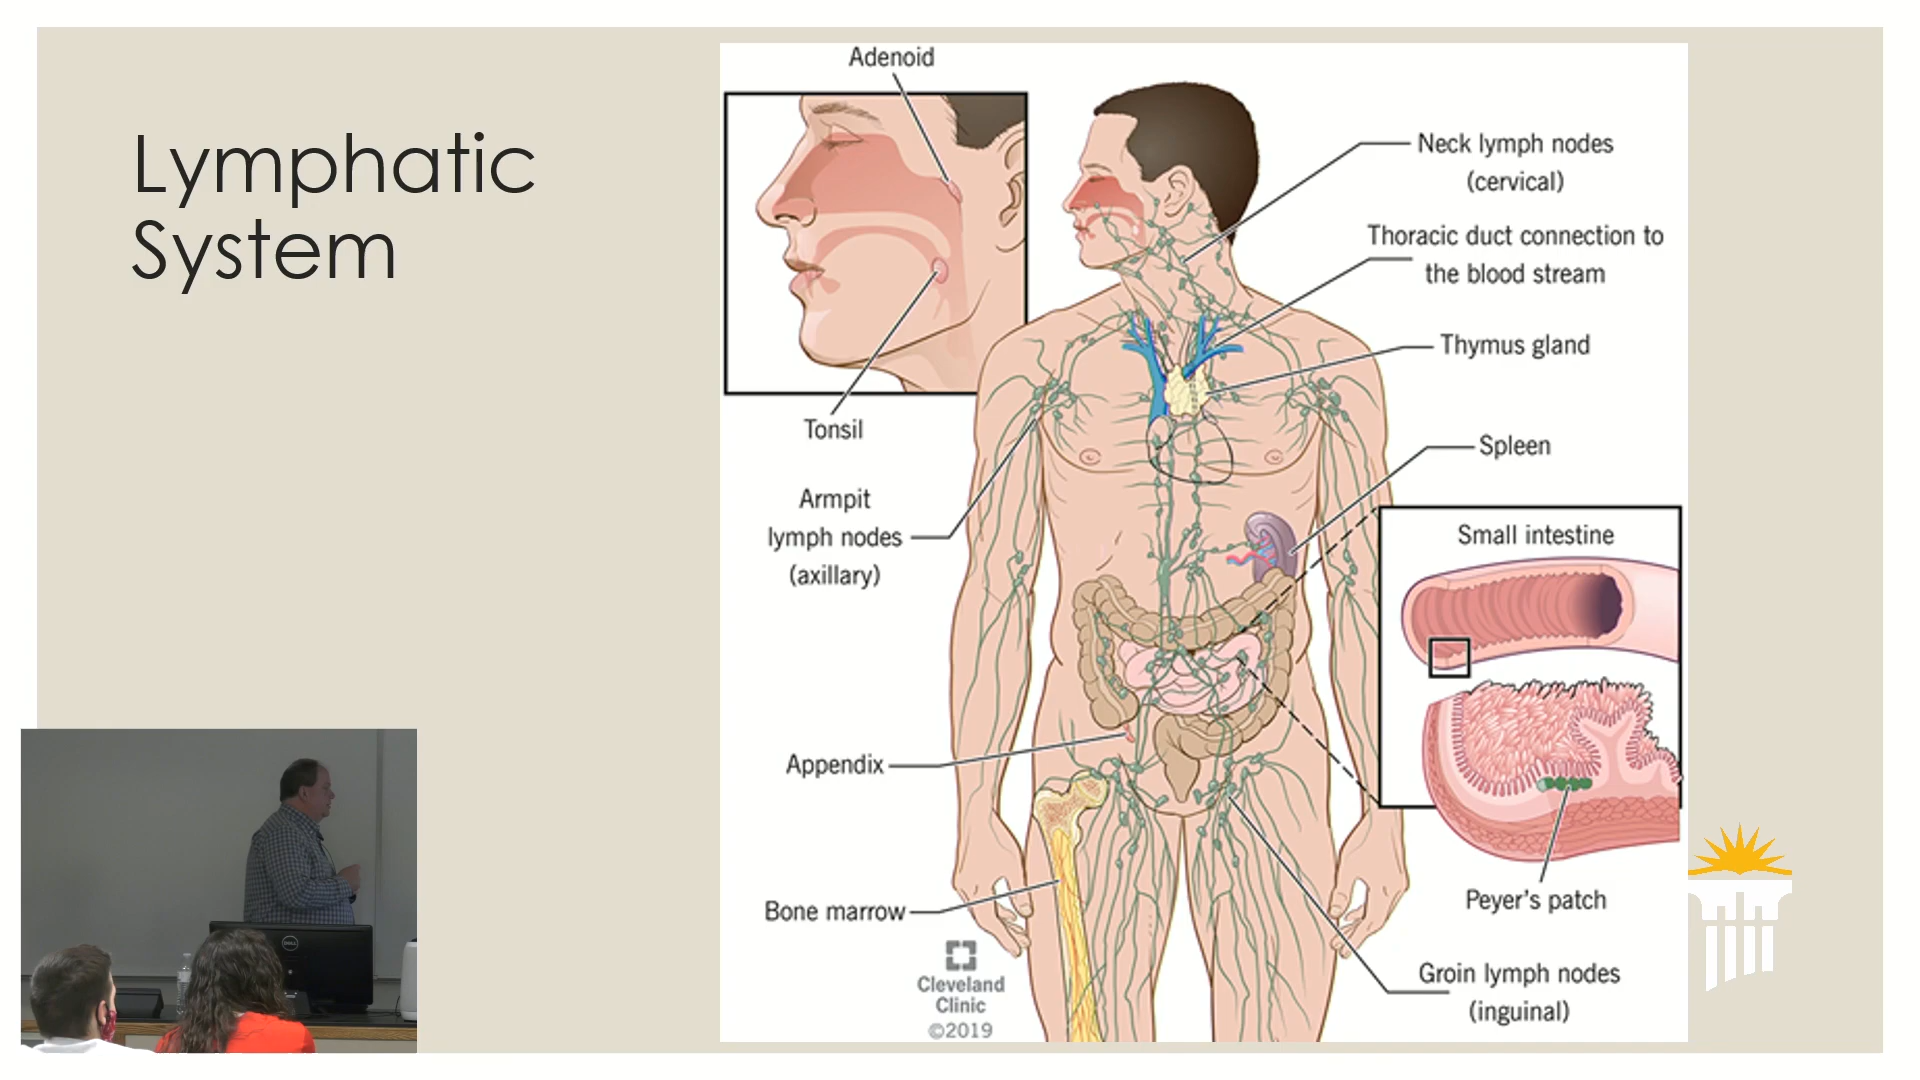 Lymphatic
System
Adenoid
Tonsil
Neck lymph nodes
(cervical)
Thoracic duct connection to
the blood stream
Thymus gland
Spleen
Armpit
lymph nodes
(axillary)
Small intestine
Appendix
Peyer's patch
Bone marrow
Groin lymph nodes
(inguinal)
Cleveland
Clinic
©2019
DELL